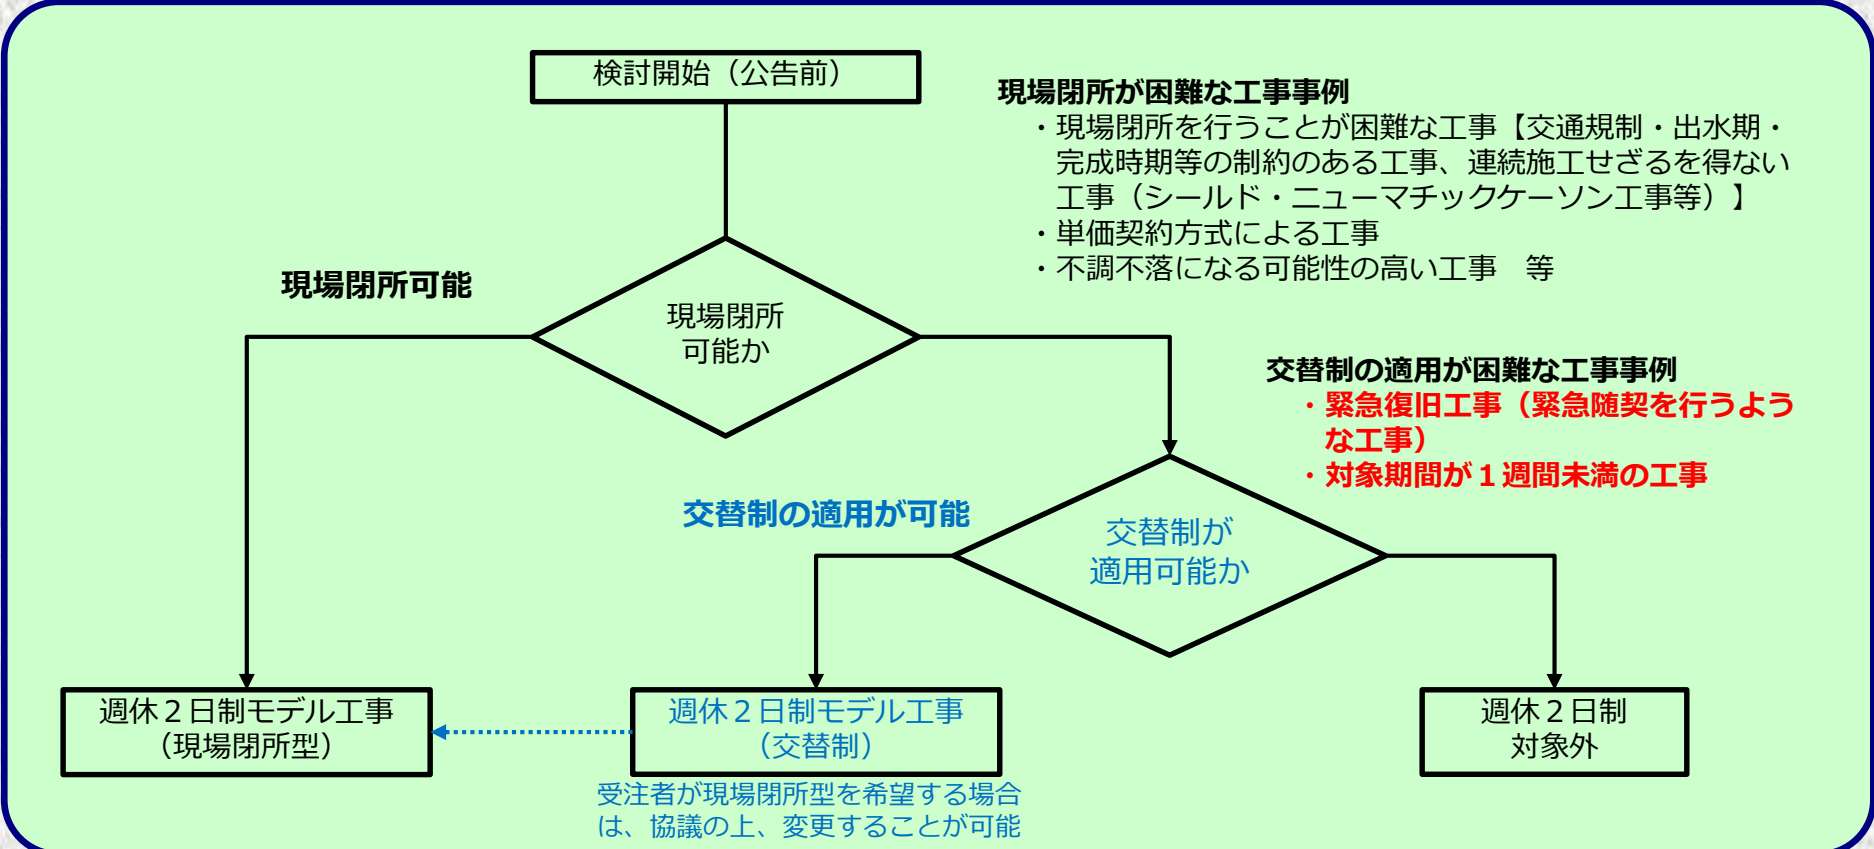 検討開始（公告前）
現場閉所が困難な工事事例
・現場閉所を行うことが困難な工事【交通規制・出水期・
完成時期等の制約のある工事、連続施工せざるを得ない
工事（シールド・ニューマチックケーソン工事等）】
・単価契約方式による工事
・不調不落になる可能性の高い工事　等
現場閉所可能
現場閉所
可能か
交替制の適用が困難な工事事例
・緊急復旧工事（緊急随契を行うよう
な工事）
・対象期間が１週間未満の工事
交替制の適用が可能
交替制が
適用可能か
週休２日制モデル工事
（現場閉所型）
週休２日制モデル工事
（交替制）
週休２日制
対象外
受注者が現場閉所型を希望する場合
は、協議の上、変更することが可能